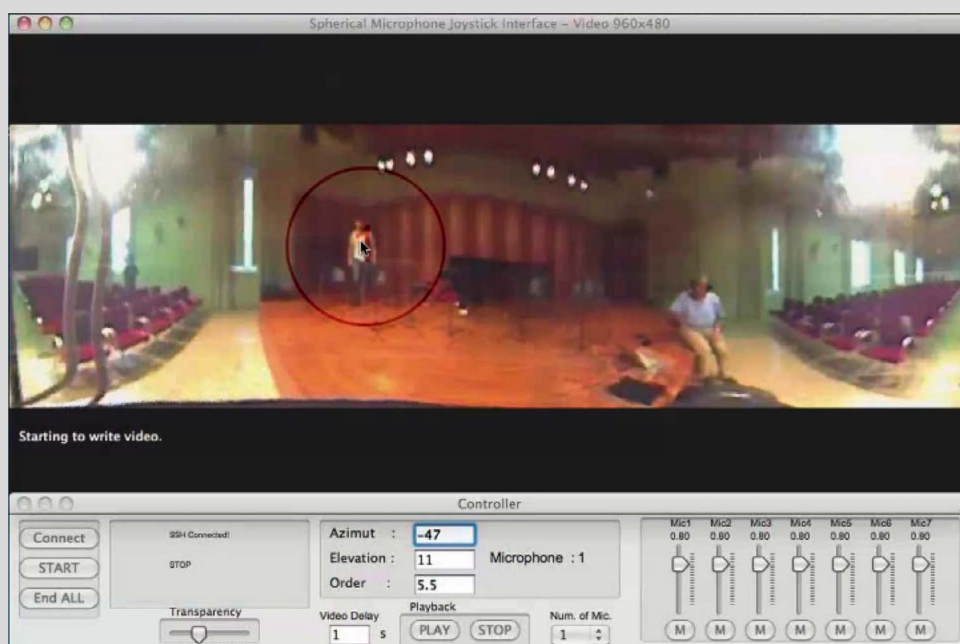 Spherical Microphone Joystick Interface – Video 960x480
Starting to write video.
Controller
Connect
START
End ALL
SSH Connected!
STOP
Transparency
Azimut : -47
Elevation : 11
Order : 5.5
Microphone : 1
Video Delay
1 s
Playback
PLAY STOP
Num. of Mic.
1
Mic1 Mic2 Mic3 Mic4 Mic5 Mic6 Mic7
0.80 0.80 0.80 0.80 0.80 0.80 0.80
M M M M M M M